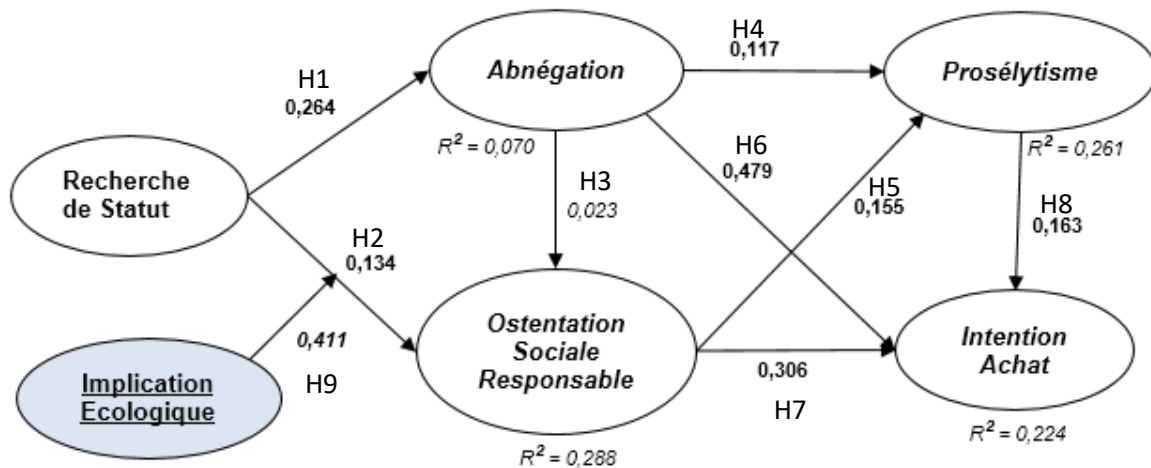 H1
0,264
Abnégation
R² = 0,070
H4
0,117
Prosélytisme
R² = 0,261
Recherche
de Statut
H3
0,023
H6
0,479
H5
0,155
H8
0,163
H2
0,134
0,411
H9
Implication
Ecologique
Ostentation
Sociale
Responsable
R² = 0,288
0,306
H7
Intention
Achat
R² = 0,224